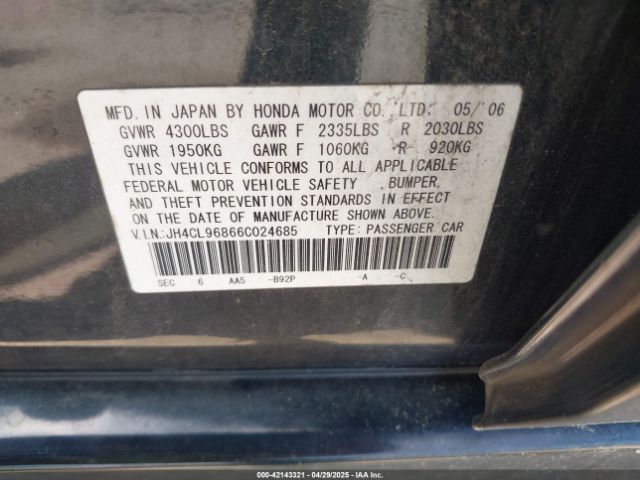 MFD. IN JAPAN BY HONDA MOTOR CO., LTD. 05/'06
GVWR 4300LBS GAWR F 2335LBS R 2030LBS
GVWR 1950KG GAWR F 1060KG R 920KG
THIS VEHICLE CONFORMS TO ALL APPLICABLE
FEDERAL MOTOR VEHICLE SAFETY , BUMPER,
AND THEFT PREVENTION STANDARDS IN EFFECT
ON THE DATE OF MANUFACTURE SHOWN ABOVE.
V.I.N.:JH4CL96866C024685 TYPE: PASSENGER CAR
SEC 6 AA5 -B92P -A -C
000-42143321 | 04/29/2025 | IAA Inc.